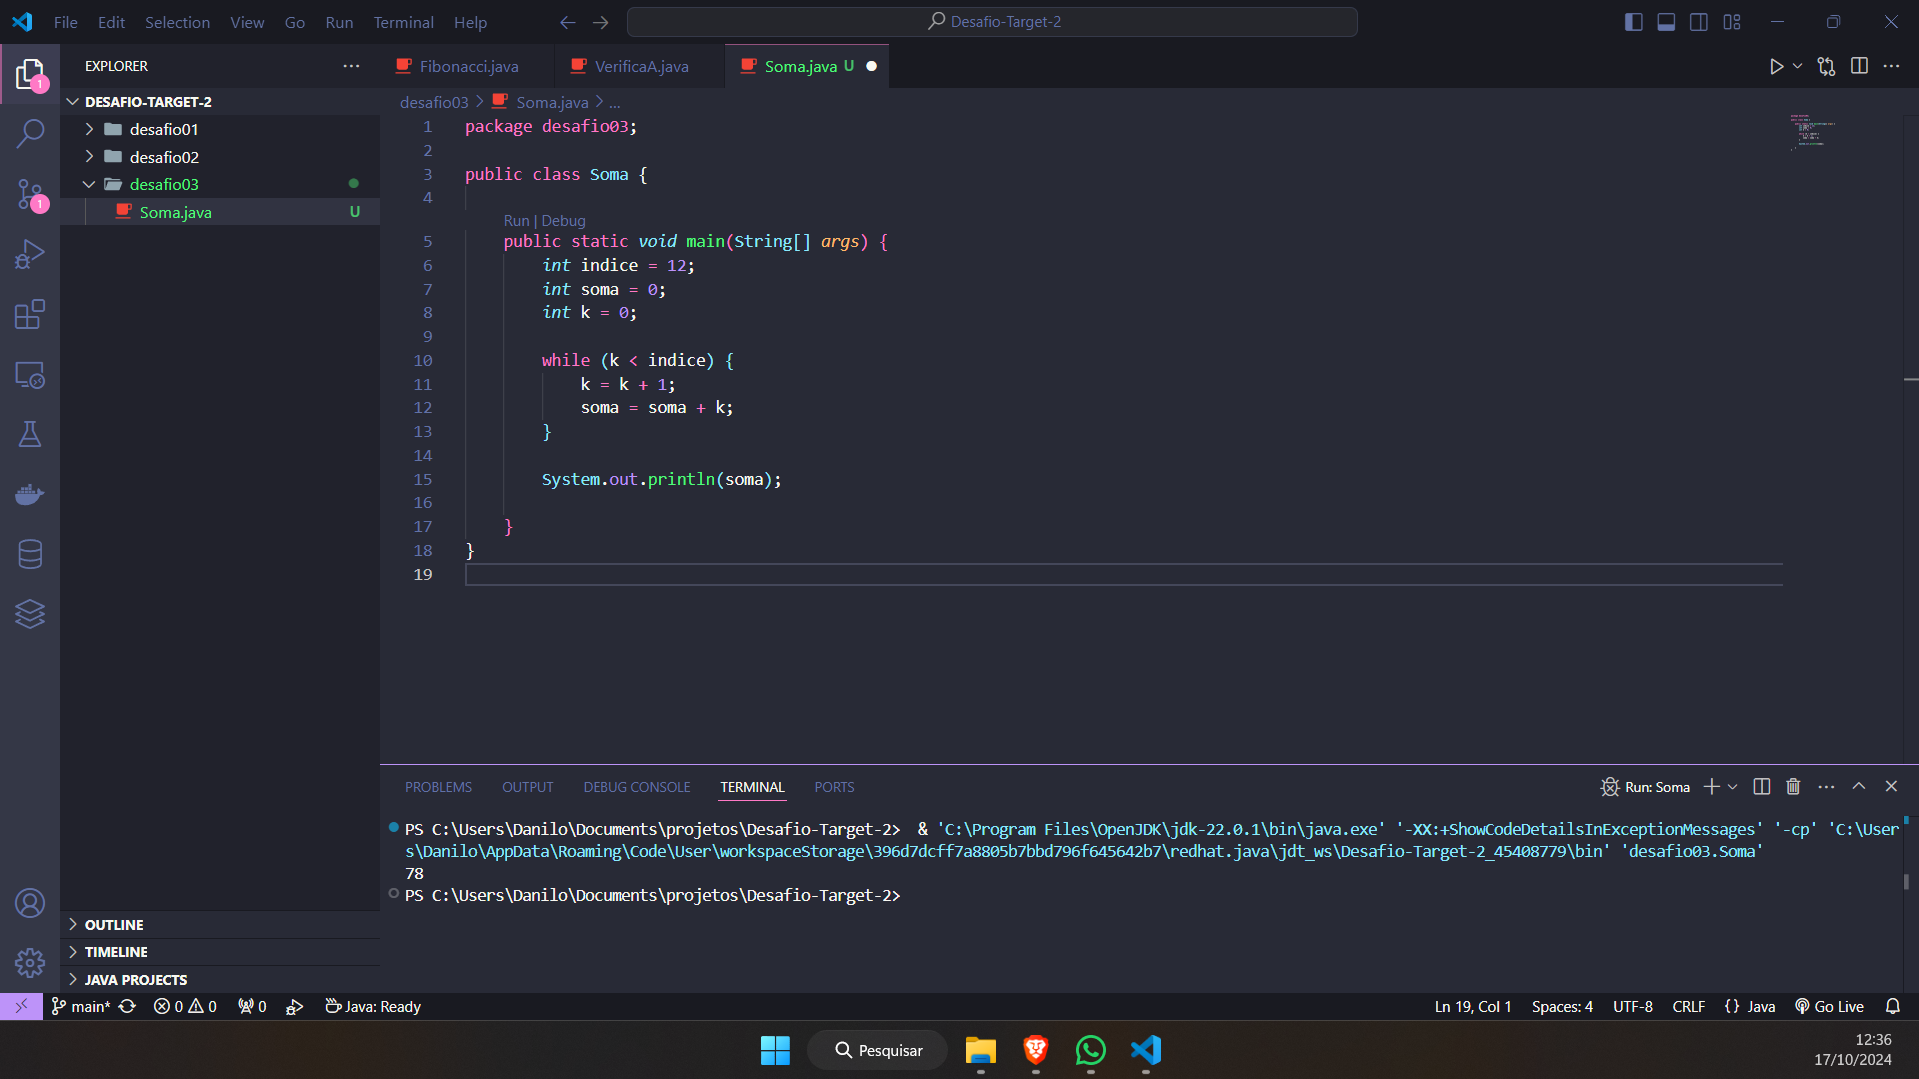 File Edit Selection View Go Run Terminal Help
Desafio-Target-2
EXPLORER
Fibonacci.java
VerificaA.java
Soma.java U
1
DESAFIO-TARGET-2
desafio01
desafio02
desafio03
Soma.java U
1
desafio03 > Soma.java > ...
1 package desafio03;
2
3 public class Soma {
4
Run | Debug
5 public static void main(String[] args) {
6 int indice = 12;
7 int soma = 0;
8 int k = 0;
9
10 while (k < indice) {
11 k = k + 1;
12 soma = soma + k;
13 }
14
15 System.out.println(soma);
16
17 }
18 }
19
PROBLEMS OUTPUT DEBUG CONSOLE TERMINAL PORTS
Run: Soma
PS C:\Users\Danilo\Documents\projetos\Desafio-Target-2>  & 'C:\Program Files\OpenJDK\jdk-22.0.1\bin\java.exe' '-XX:+ShowCodeDetailsInExceptionMessages' '-cp' 'C:\User
s\Danilo\AppData\Roaming\Code\User\workspaceStorage\396d7dcff7a8805b7bbd796f645642b7\redhat.java\jdt_ws\Desafio-Target-2_45408779\bin' 'desafio03.Soma'
78
PS C:\Users\Danilo\Documents\projetos\Desafio-Target-2>
OUTLINE
TIMELINE
JAVA PROJECTS
main* 0 0 0 Java: Ready
Ln 19, Col 1 Spaces: 4 UTF-8 CRLF {} Java Go Live
Pesquisar
12:36
17/10/2024